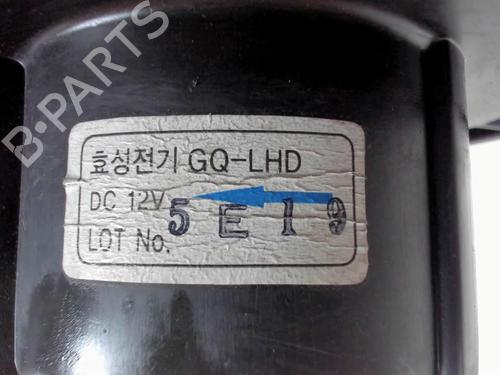 B-PARTS
효성전기 GQ-LHD
DC 12V
LOT No. 5 E 1 9